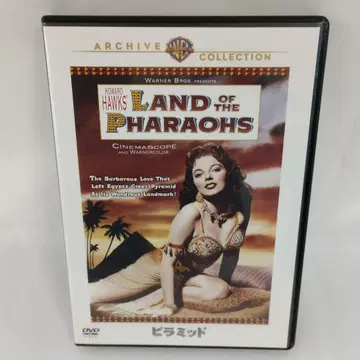 ARCHIVE WB COLLECTION
WARNER BROS. PRESENTS
HOWARD
HAWKS'
LAND OF THE
PHARAOHS
CINEMASCOPE
AND WARNERCOLOR
The Barbarous Love That
Left Egypt's Great Pyramid
As Its Wondrous Landmark!
DVD
ピラミッド